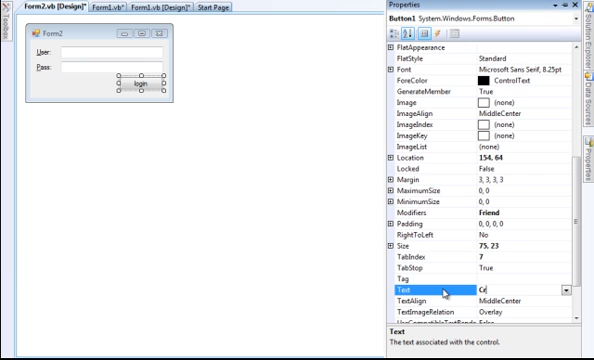 Form2.vb [Design]* Form1.vb* Form1.vb [Design]* Start Page
Toolbox
Form2
User:
Pass:
login
Properties
Button1 System.Windows.Forms.Button
FlatAppearance
FlatStyle Standard
Font Microsoft Sans Serif, 8.25pt
ForeColor ControlText
GenerateMember True
Image (none)
ImageAlign MiddleCenter
ImageIndex (none)
ImageKey (none)
ImageList (none)
Location 154, 64
Locked False
Margin 3, 3, 3, 3
MaximumSize 0, 0
MinimumSize 0, 0
Modifiers Friend
Padding 0, 0, 0, 0
RightToLeft No
Size 75, 23
TabIndex 7
TabStop True
Tag
Text Ce
TextAlign MiddleCenter
TextImageRelation Overlay
Text
The text associated with the control.
Solution Explorer
Data Sources
Properties